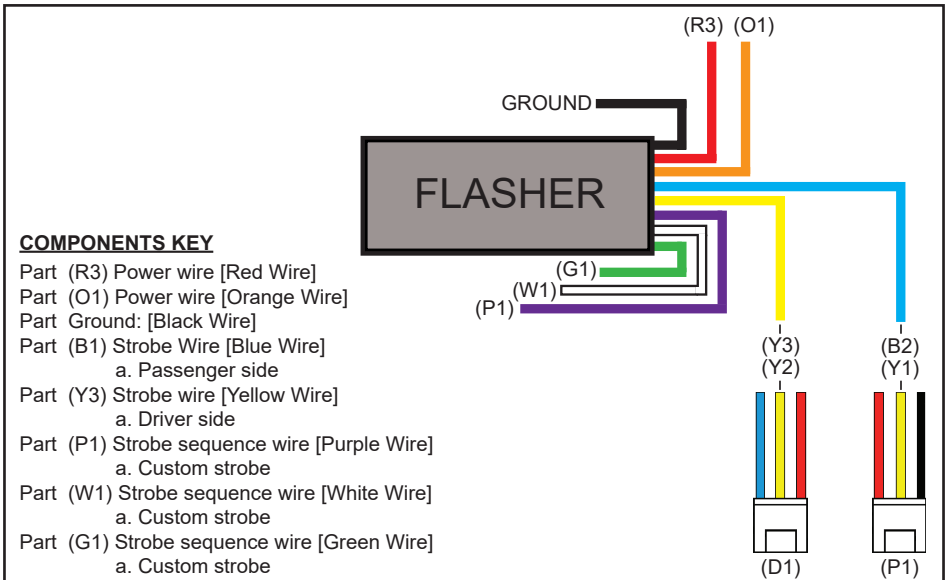 (R3) (O1)
GROUND
FLASHER
COMPONENTS KEY
Part (R3) Power wire [Red Wire]
Part (O1) Power wire [Orange Wire]
Part Ground: [Black Wire]
Part (B1) Strobe Wire [Blue Wire]
a. Passenger side
Part (Y3) Strobe wire [Yellow Wire]
a. Driver side
Part (P1) Strobe sequence wire [Purple Wire]
a. Custom strobe
Part (W1) Strobe sequence wire [White Wire]
a. Custom strobe
Part (G1) Strobe sequence wire [Green Wire]
a. Custom strobe
(G1)
(W1)
(P1)
(Y3)
(Y2)
(B2)
(Y1)
(D1)
(P1)